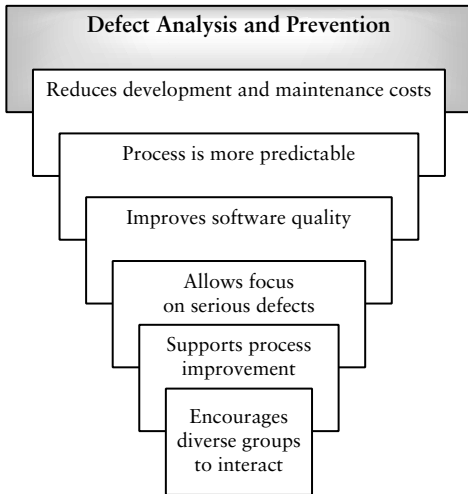 Defect Analysis and Prevention
Reduces development and maintenance costs
Process is more predictable
Improves software quality
Allows focus
on serious defects
Supports process
improvement
Encourages
diverse groups
to interact